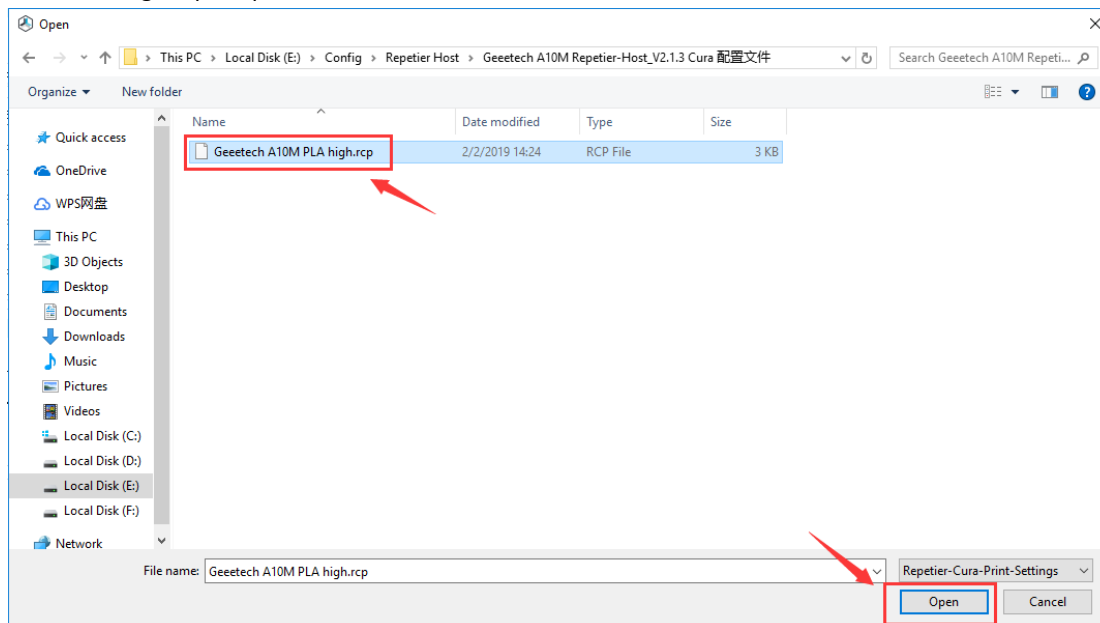 Open
This PC > Local Disk (E:) > Config > Repetier Host > Geeetech A10M Repetier-Host_V2.1.3 Cura 配置文件
Search Geeetech A10M Repeti...
Organize
New folder
Name
Date modified
Type
Size
Geeetech A10M PLA high.rcp
2/2/2019 14:24
RCP File
3 KB
Quick access
OneDrive
WPS网盘
This PC
3D Objects
Desktop
Documents
Downloads
Music
Pictures
Videos
Local Disk (C:)
Local Disk (D:)
Local Disk (E:)
Local Disk (F:)
Network
File name: Geeetech A10M PLA high.rcp
Repetier-Cura-Print-Settings
Open
Cancel